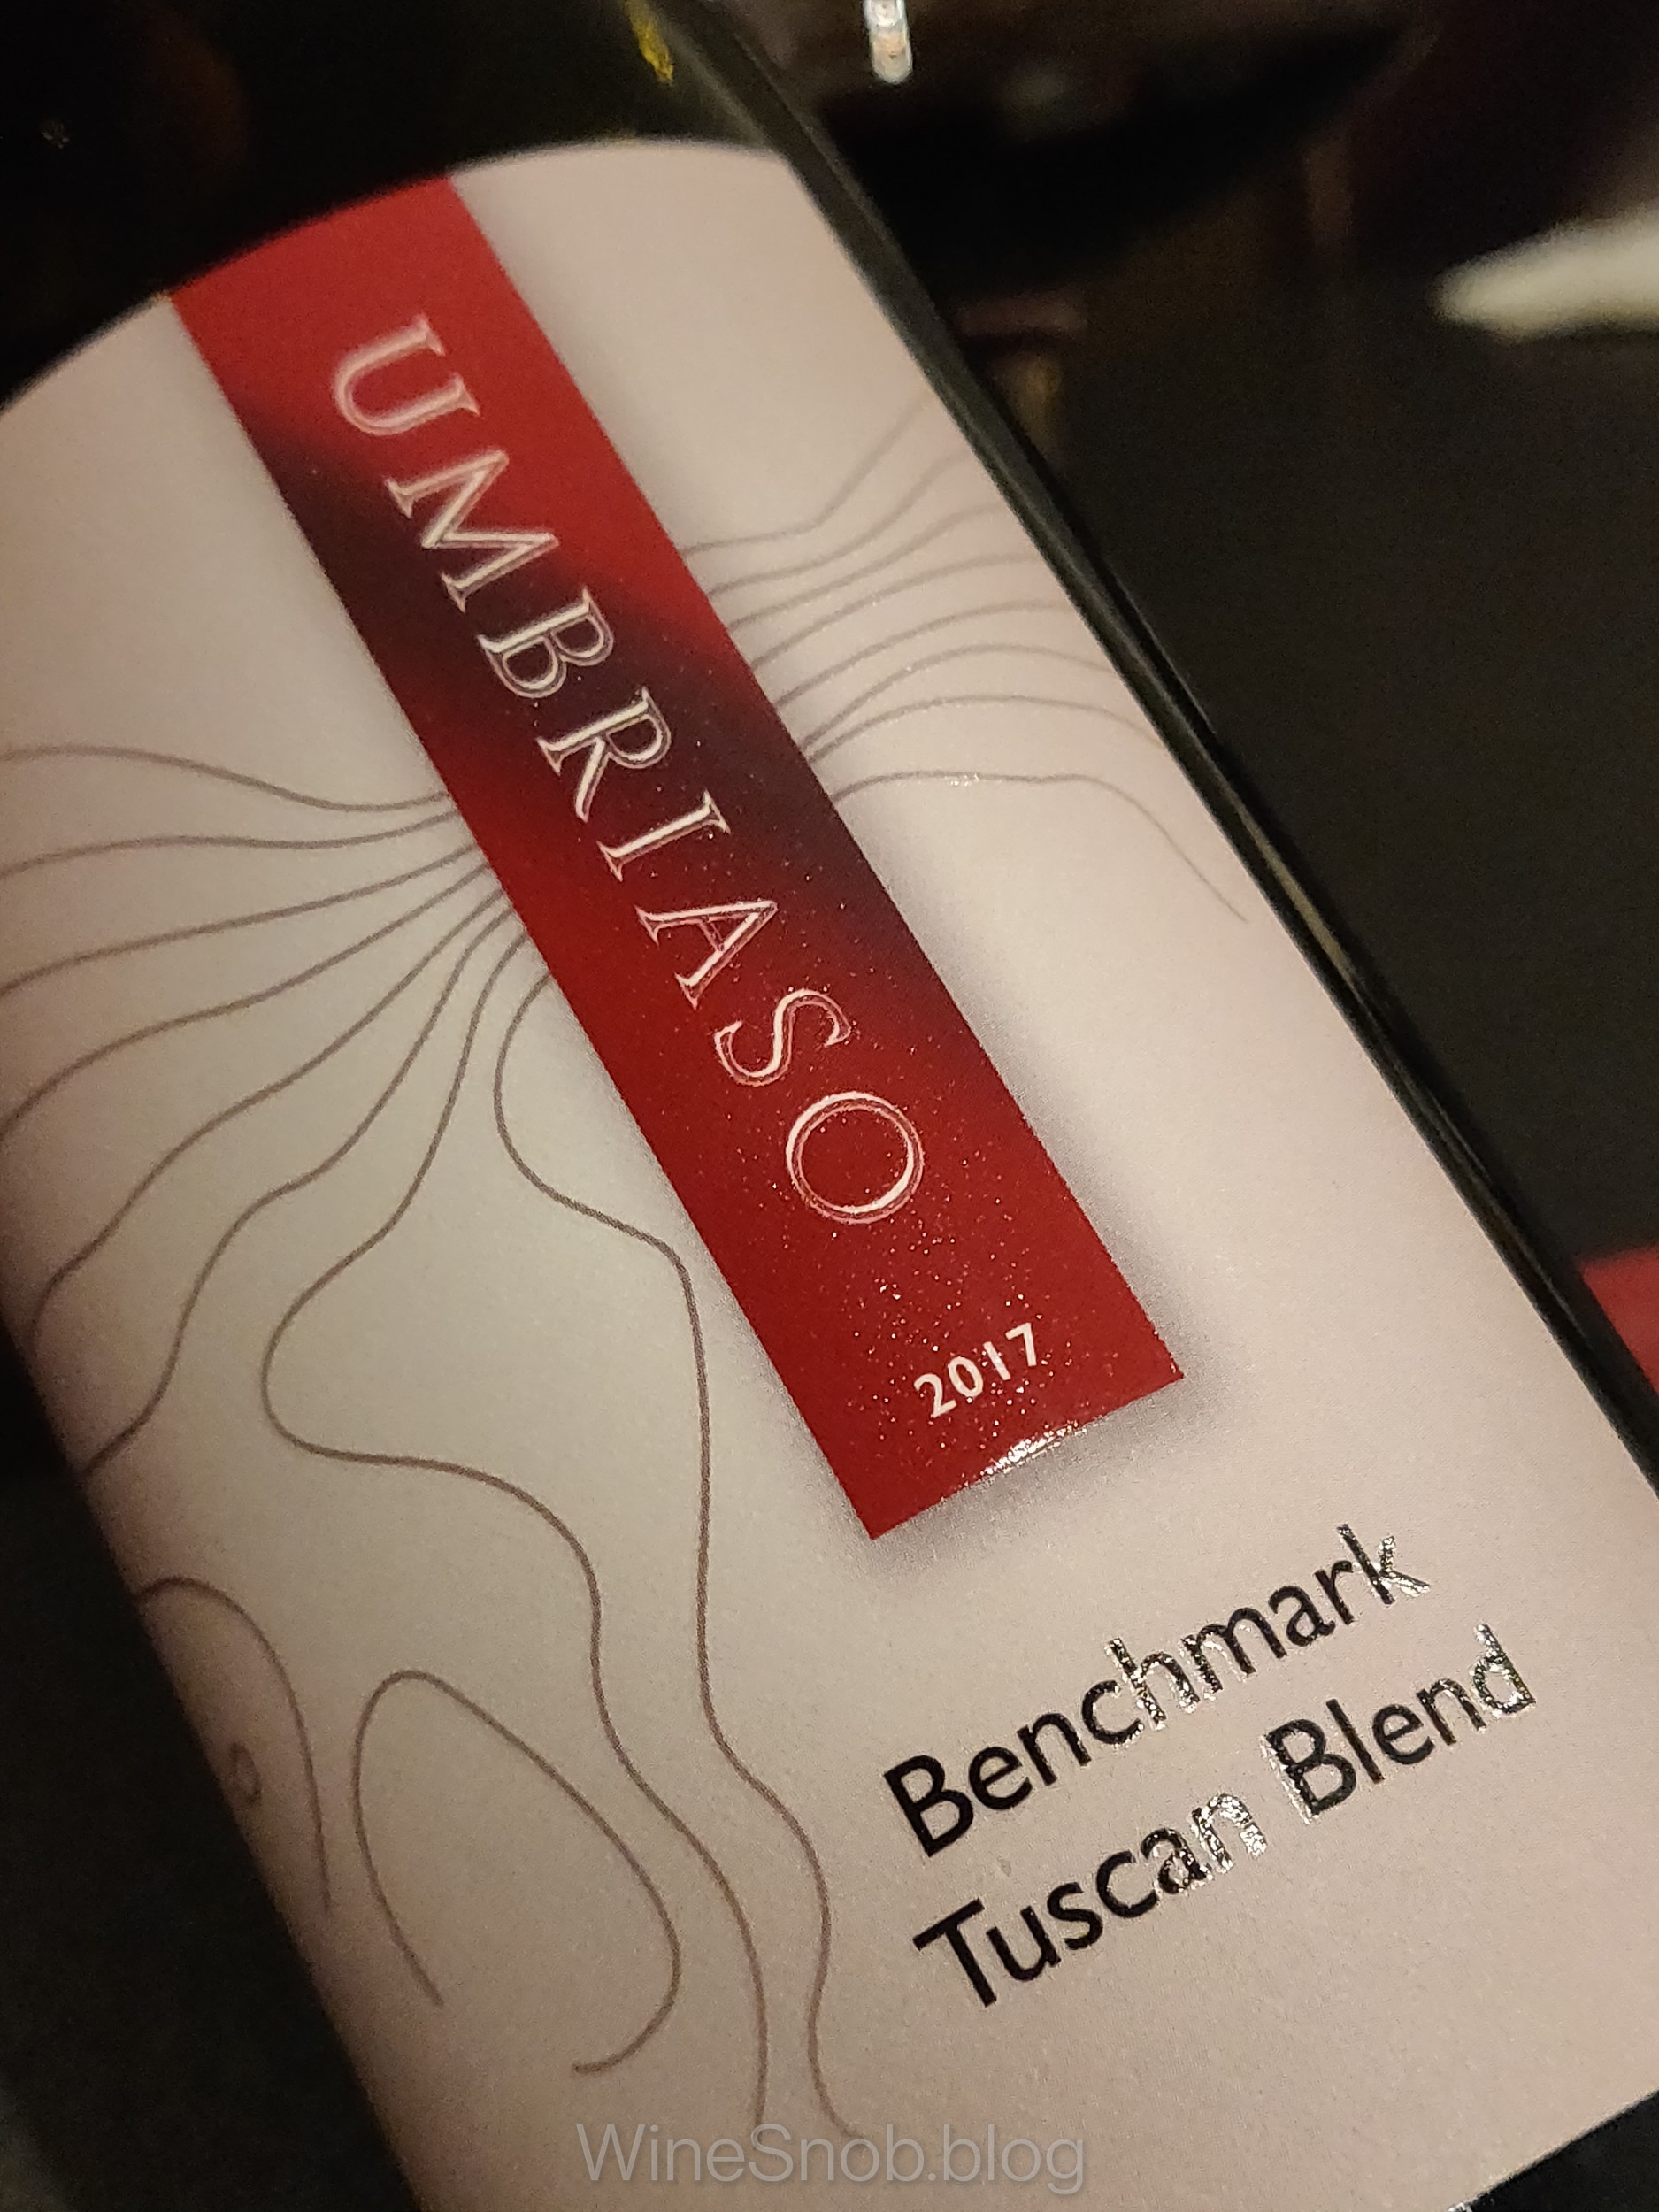 UMBRIASO
2017
Benchmark
Tuscan Blend
WineSnob.blog